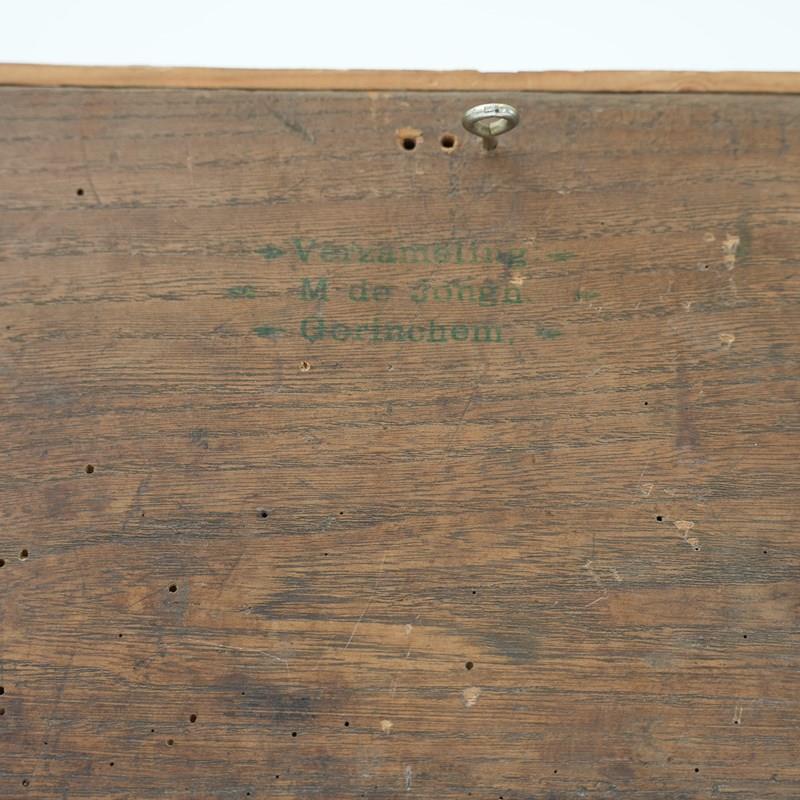 Verzameling
M de Jongh.
Gorinchem.